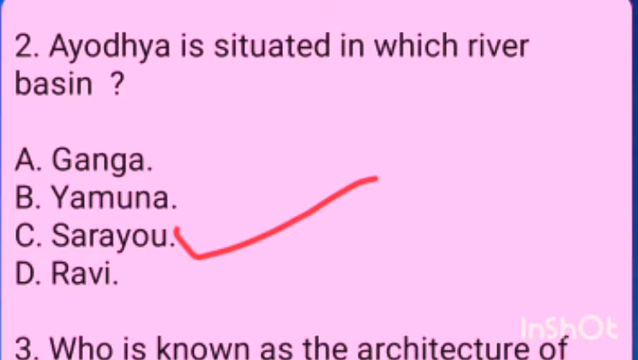 2. Ayodhya is situated in which river
basin ?
A. Ganga.
B. Yamuna.
C. Sarayou.
D. Ravi.
3. Who is known as the architecture of
InShOt